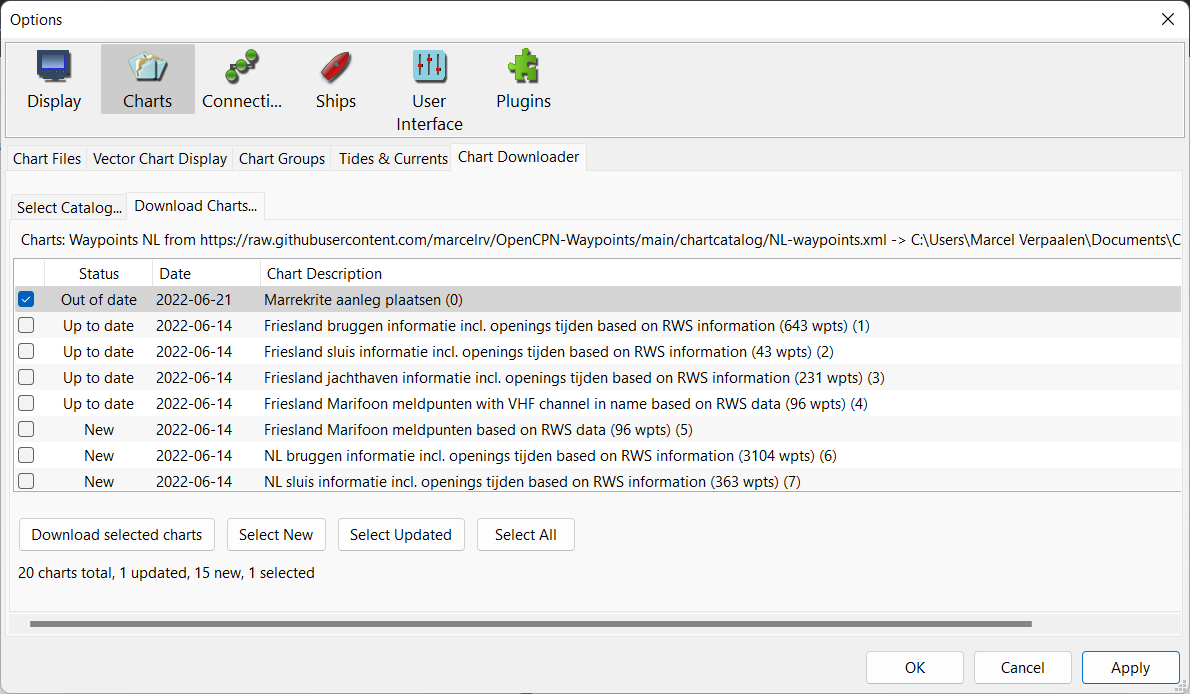 Options
Display Charts Connecti... Ships User Interface Plugins
Chart Files Vector Chart Display Chart Groups Tides & Currents Chart Downloader
Select Catalog... Download Charts...
Charts: Waypoints NL from https://raw.githubusercontent.com/marcelrv/OpenCPN-Waypoints/main/chartcatalog/NL-waypoints.xml -> C:\Users\Marcel Verpaalen\Documents\C
Status Date Chart Description
Out of date 2022-06-21 Marrekrite aanleg plaatsen (0)
Up to date 2022-06-14 Friesland bruggen informatie incl. openings tijden based on RWS information (643 wpts) (1)
Up to date 2022-06-14 Friesland sluis informatie incl. openings tijden based on RWS information (43 wpts) (2)
Up to date 2022-06-14 Friesland jachthaven informatie incl. openings tijden based on RWS information (231 wpts) (3)
Up to date 2022-06-14 Friesland Marifoon meldpunten with VHF channel in name based on RWS data (96 wpts) (4)
New 2022-06-14 Friesland Marifoon meldpunten based on RWS data (96 wpts) (5)
New 2022-06-14 NL bruggen informatie incl. openings tijden based on RWS information (3104 wpts) (6)
New 2022-06-14 NL sluis informatie incl. openings tijden based on RWS information (363 wpts) (7)
Download selected charts Select New Select Updated Select All
20 charts total, 1 updated, 15 new, 1 selected
OK Cancel Apply